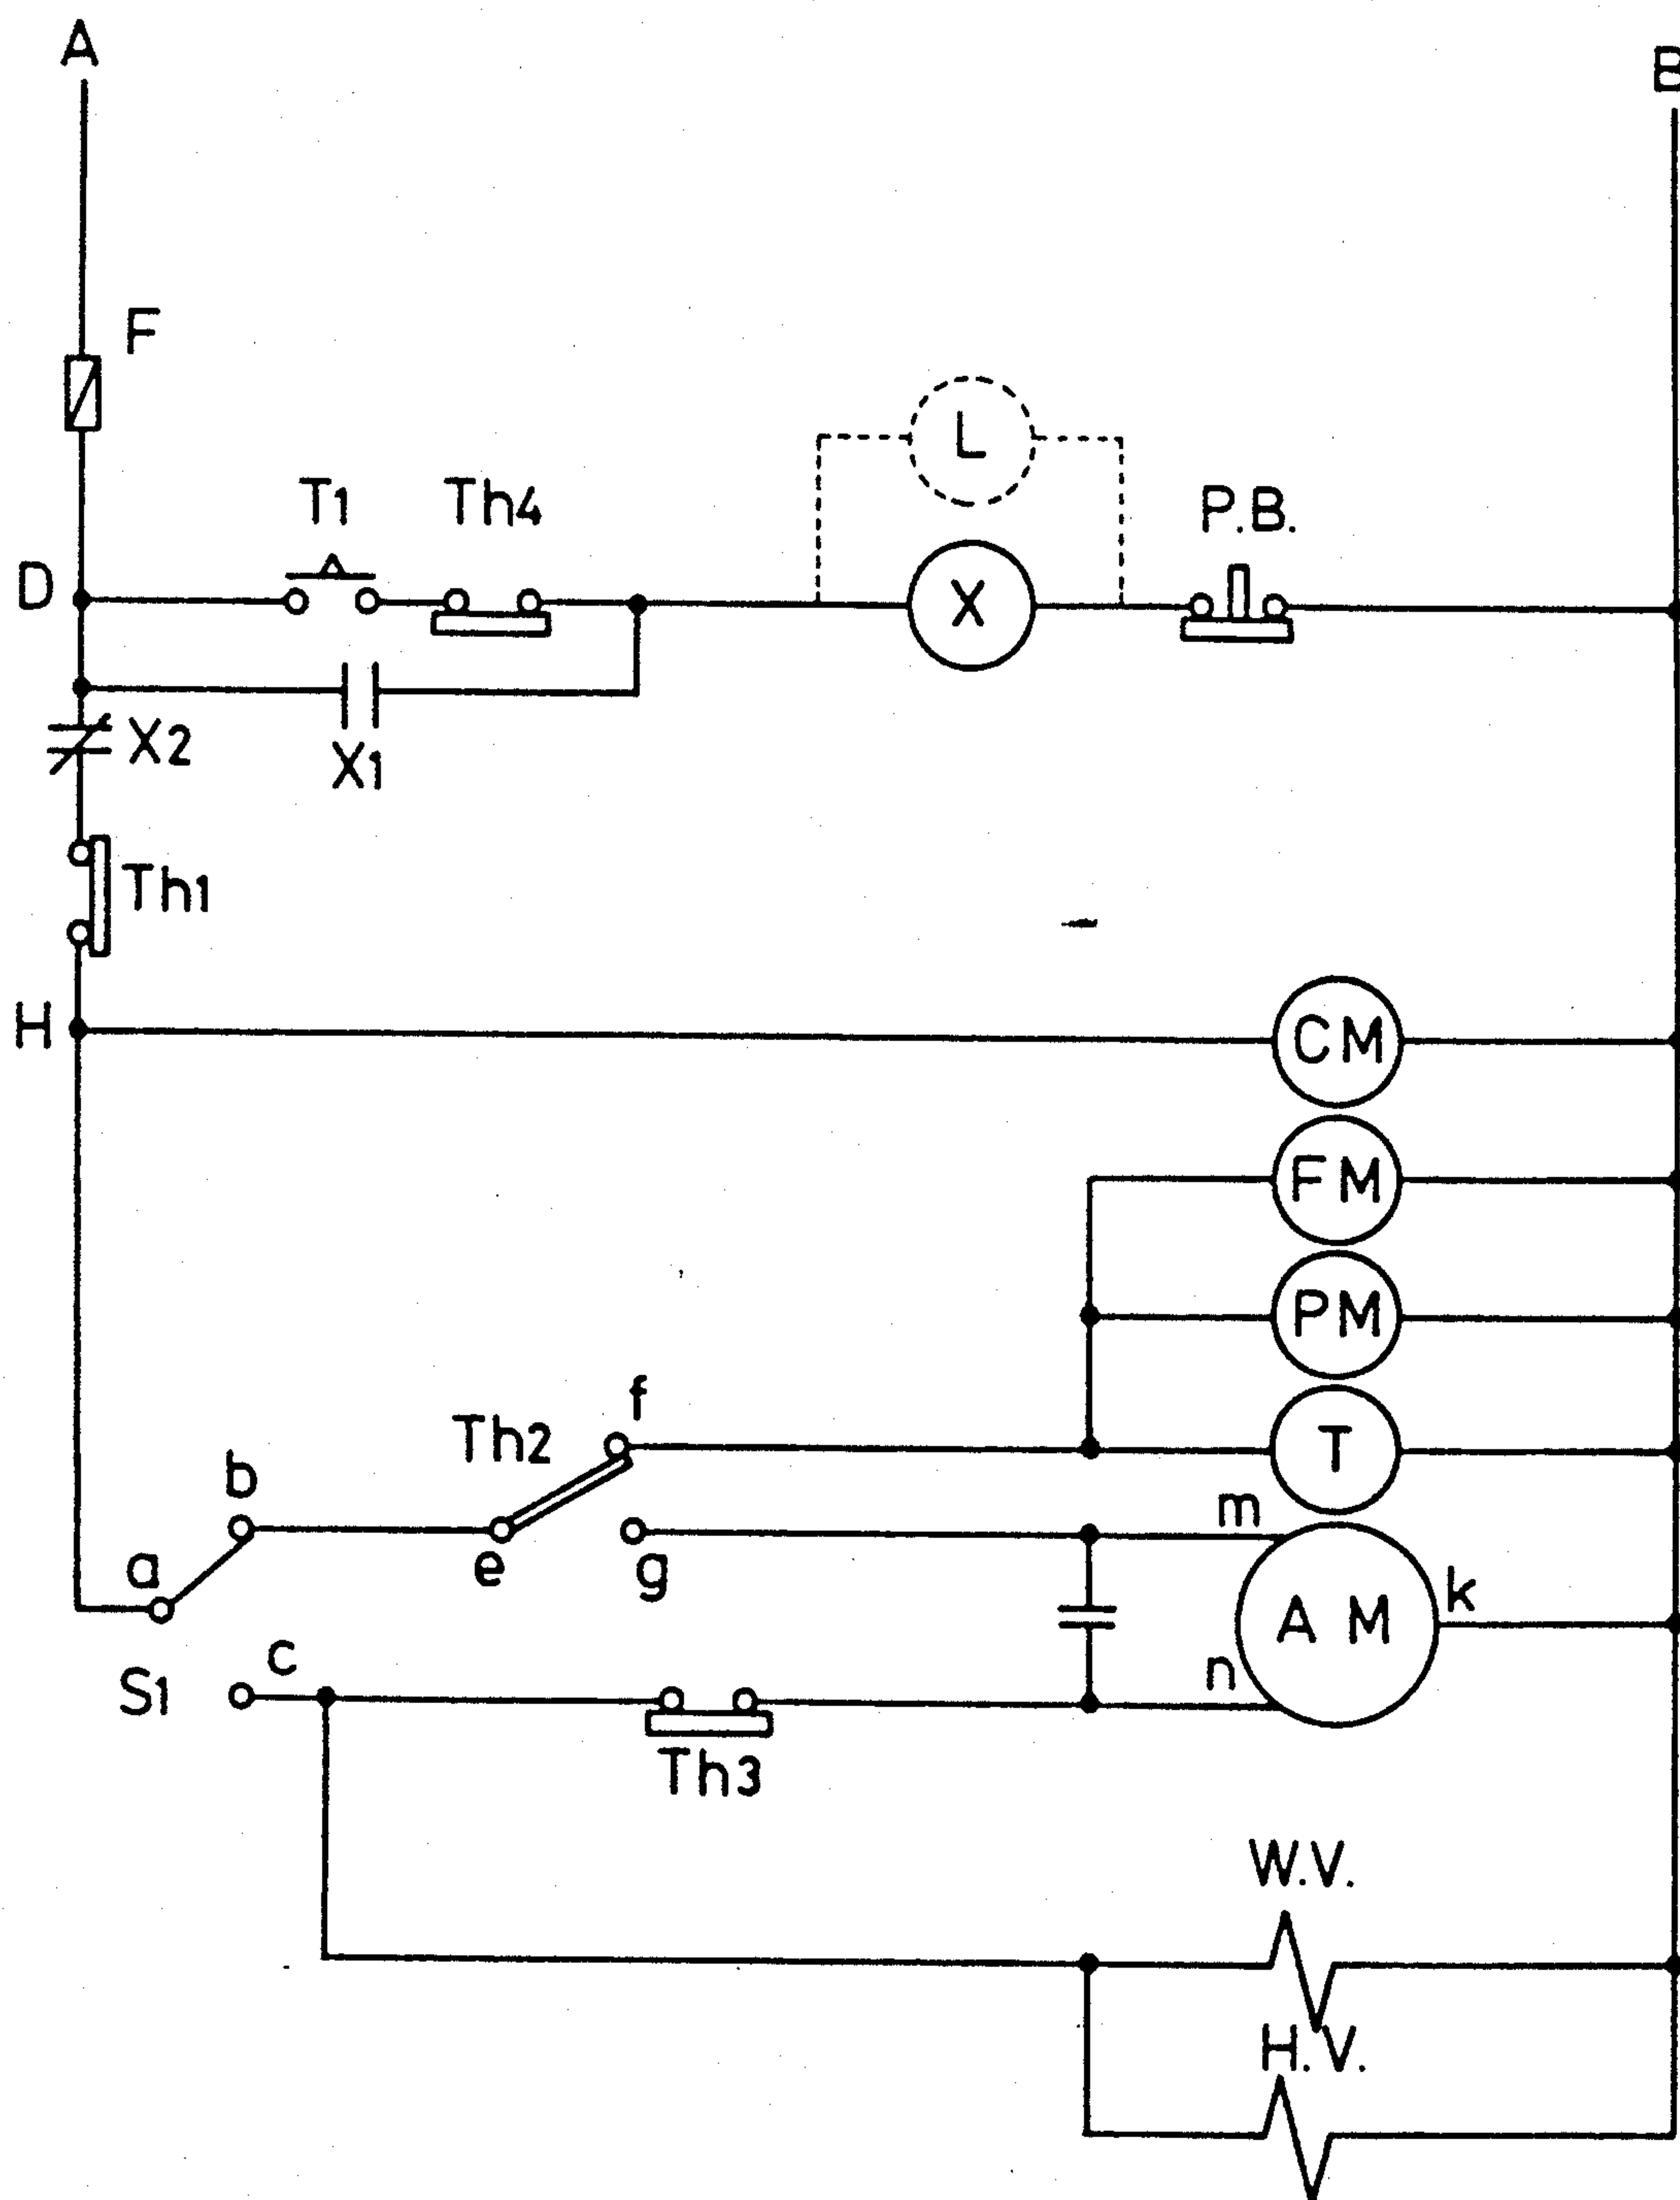 A
B
F
L
T1
Th4
P.B.
D
X
X2
X1
Th1
H
CM
FM
PM
f
Th2
T
b
m
a
e
g
k
A M
c
n
S1
Th3
W.V.
H.V.